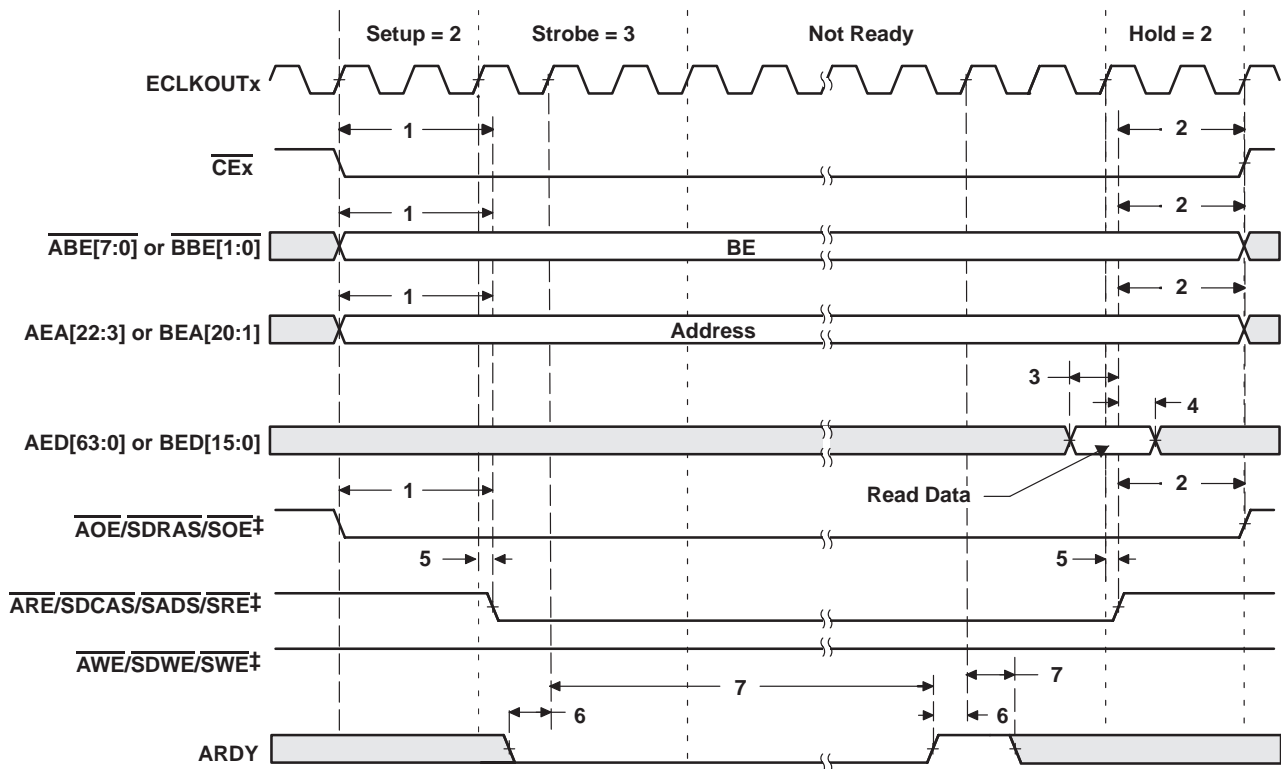 Setup = 2 Strobe = 3 Not Ready Hold = 2
ECLKOUTx
1 2
CEx
1 2
ABE[7:0] or BBE[1:0] BE
1 2
AEA[22:3] or BEA[20:1] Address
3
4
AED[63:0] or BED[15:0]
1 Read Data 2
AOE/SDRAS/SOE‡
5 5
ARE/SDCAS/SADS/SRE‡
AWE/SDWE/SWE‡
7 7
6 6
ARDY